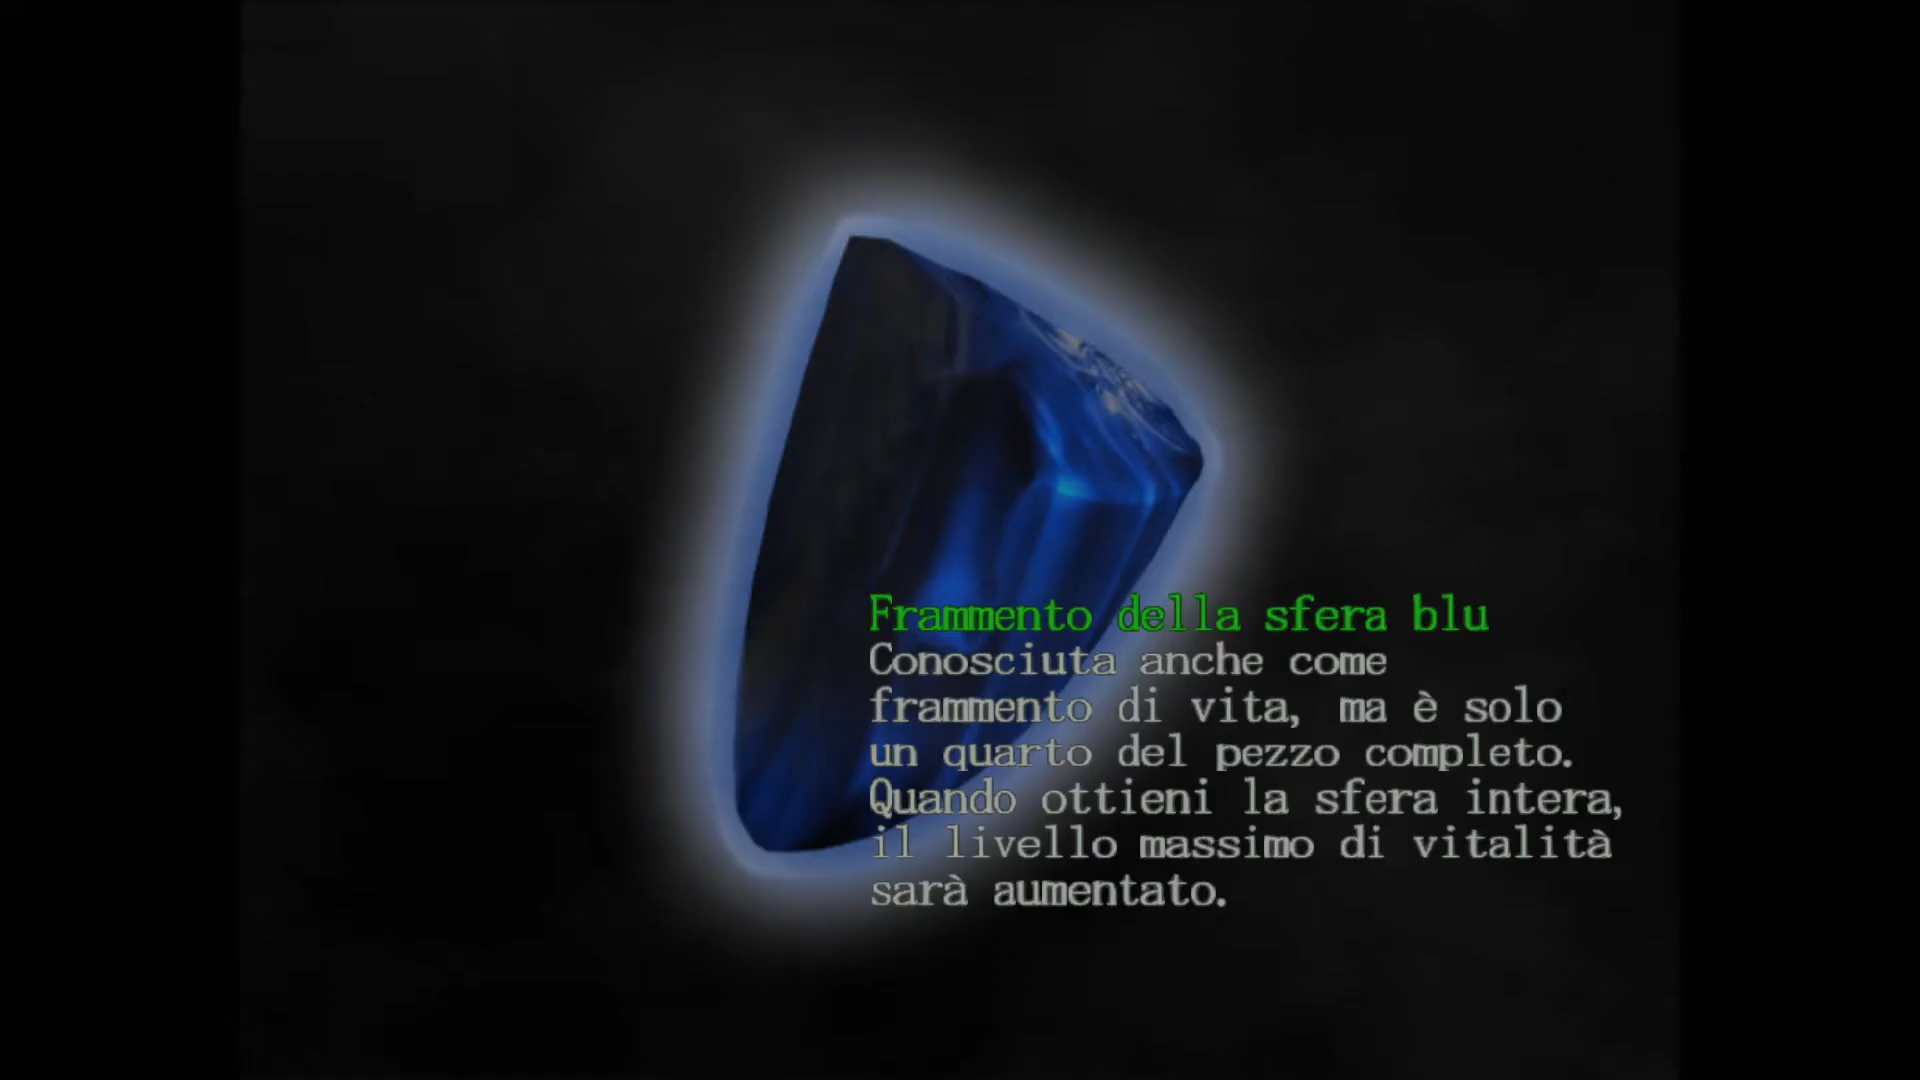 Frammento della sfera blu
Conosciuta anche come
frammento di vita, ma è solo
un quarto del pezzo completo.
Quando ottieni la sfera intera,
il livello massimo di vitalità
sarà aumentato.